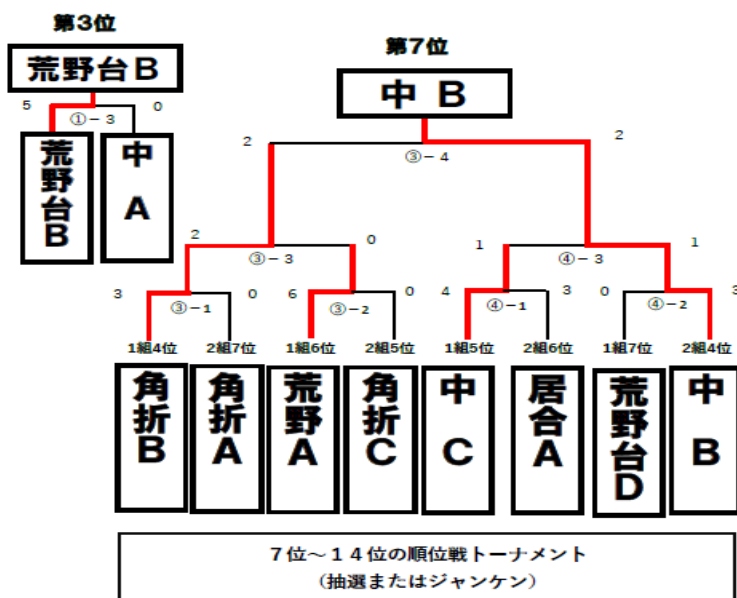 第3位
荒野台B
5
0
①-3
荒野台B
中A
第7位
中B
2
2
③-4
2
0
1
1
③-3
④-3
3
0
6
0
4
3
0
3
③-1
③-2
④-1
④-2
1組4位
2組7位
1組6位
2組5位
1組5位
2組6位
1組7位
2組4位
角折B
角折A
荒野A
角折C
中C
居合A
荒野台D
中B
7位～14位の順位戦トーナメント
(抽選またはジャンケン)